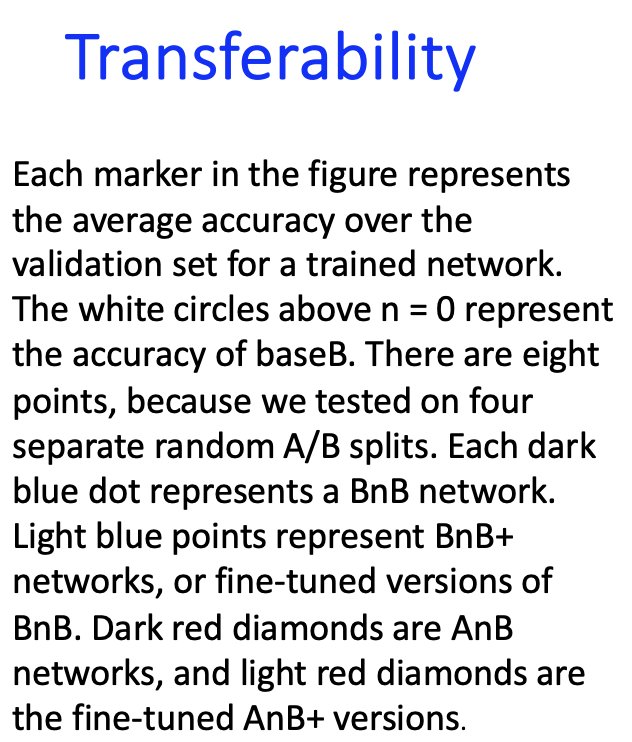 Transferability
Each marker in the figure represents
the average accuracy over the
validation set for a trained network.
The white circles above n = 0 represent
the accuracy of baseB. There are eight
points, because we tested on four
separate random A/B splits. Each dark
blue dot represents a BnB network.
Light blue points represent BnB+
networks, or fine-tuned versions of
BnB. Dark red diamonds are AnB
networks, and light red diamonds are
the fine-tuned AnB+ versions.